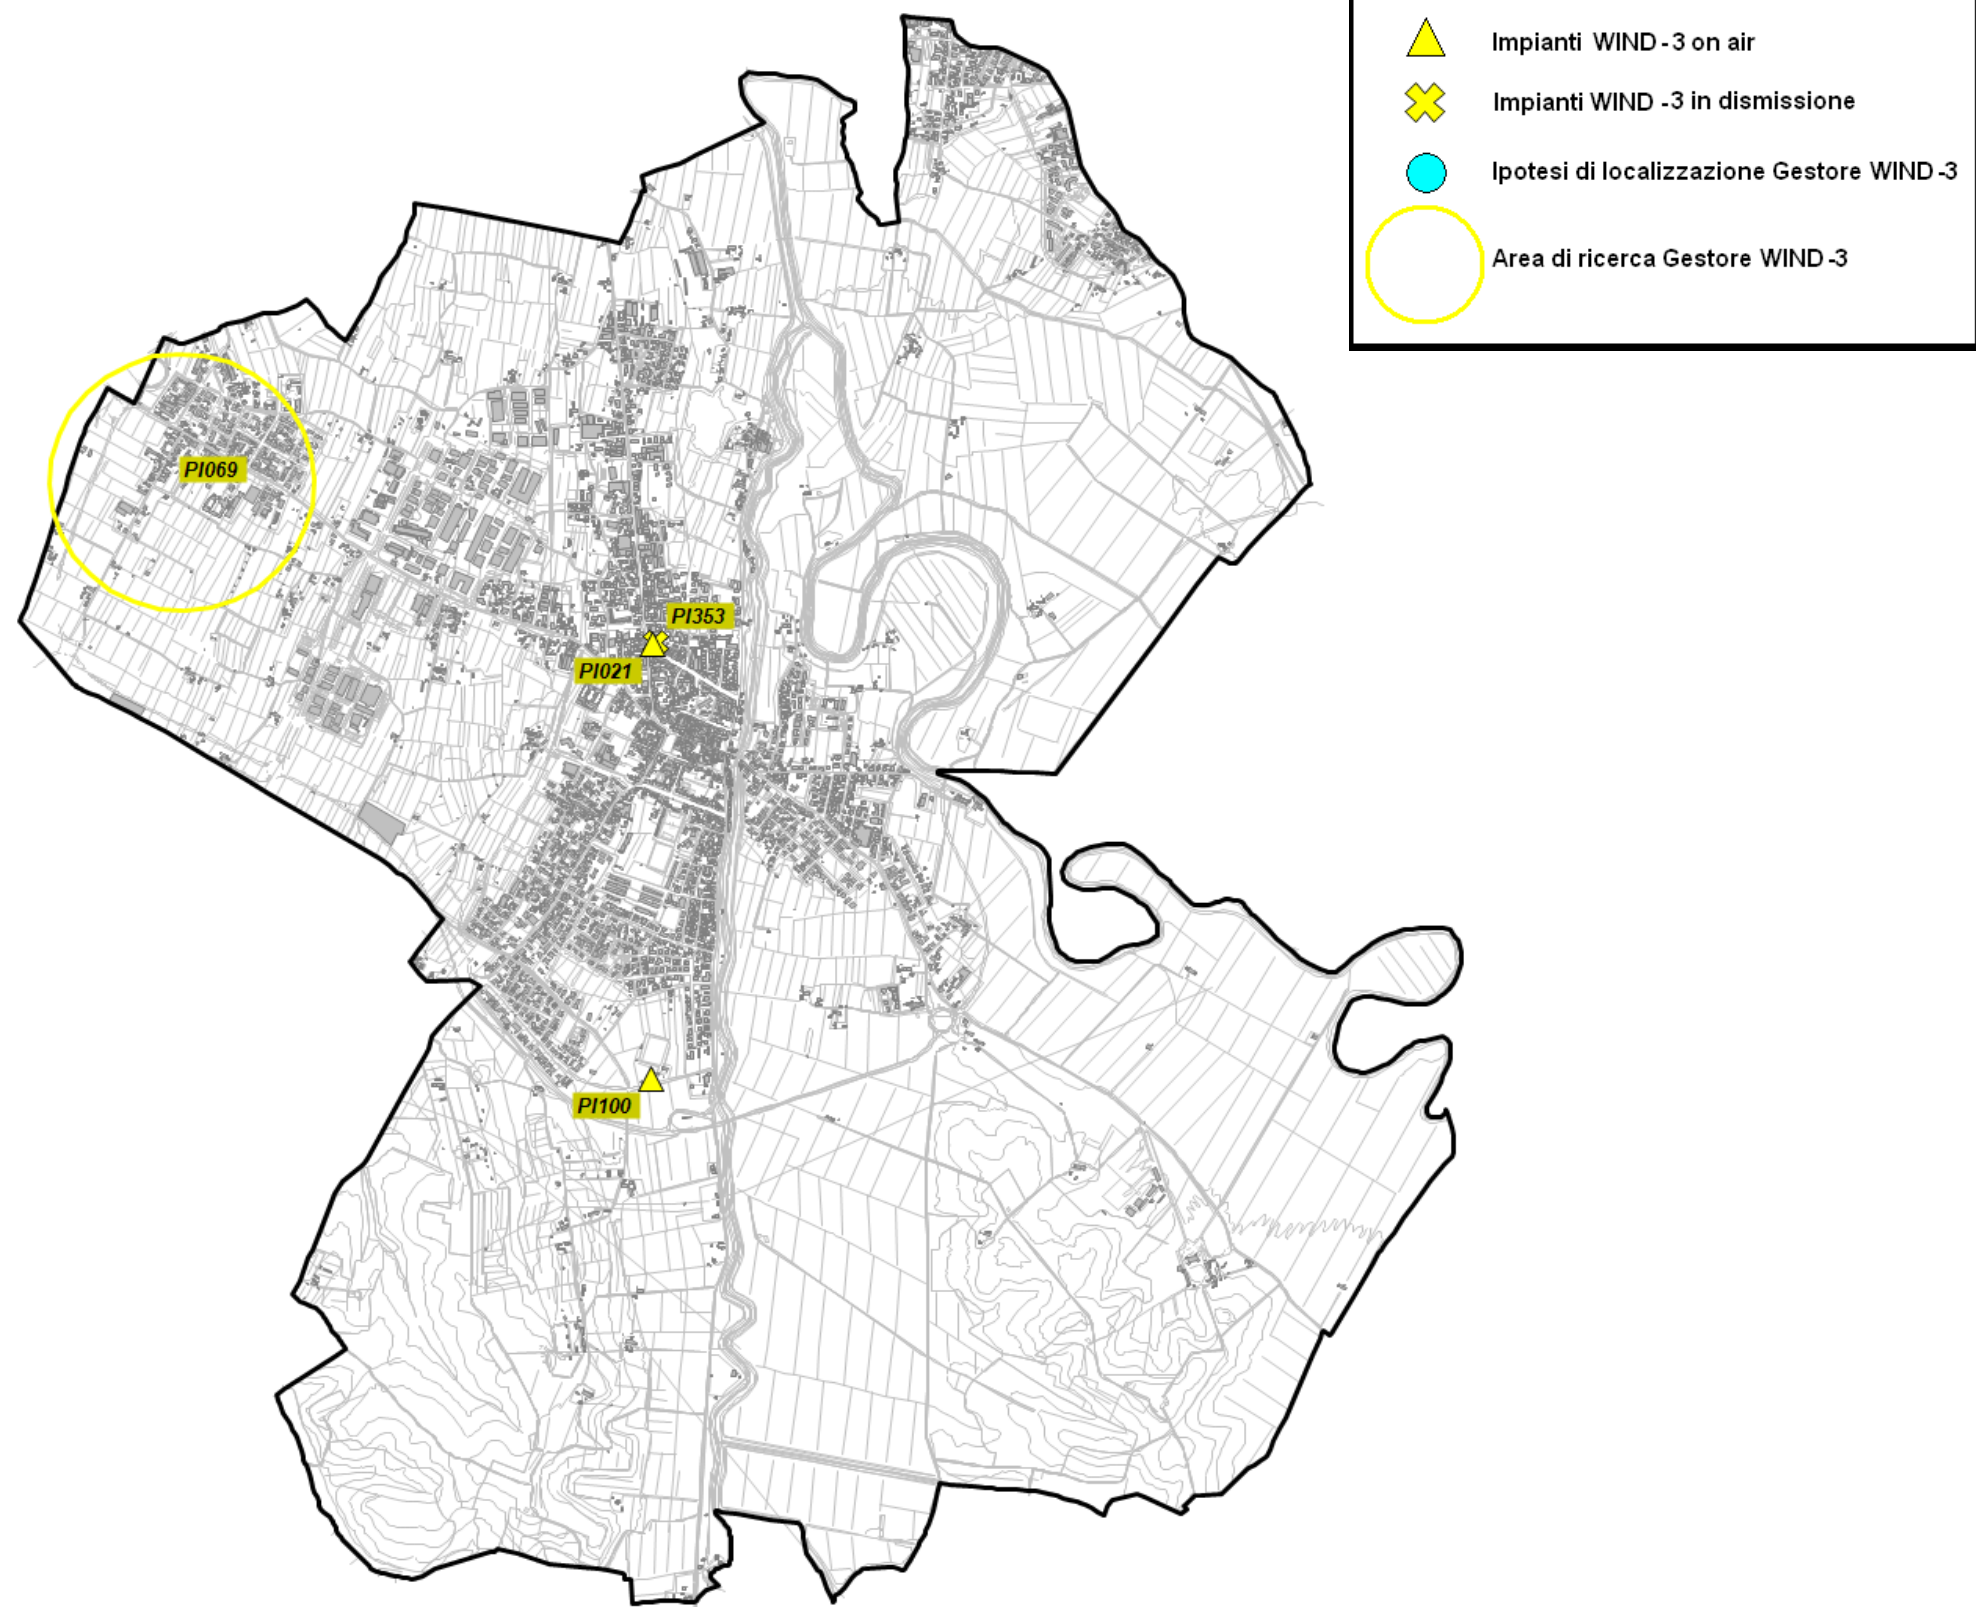 Impianti WIND-3 on air
Impianti WIND-3 in dismissione
Ipotesi di localizzazione Gestore WIND-3
Area di ricerca Gestore WIND-3
PI069
PI353
PI021
PI100